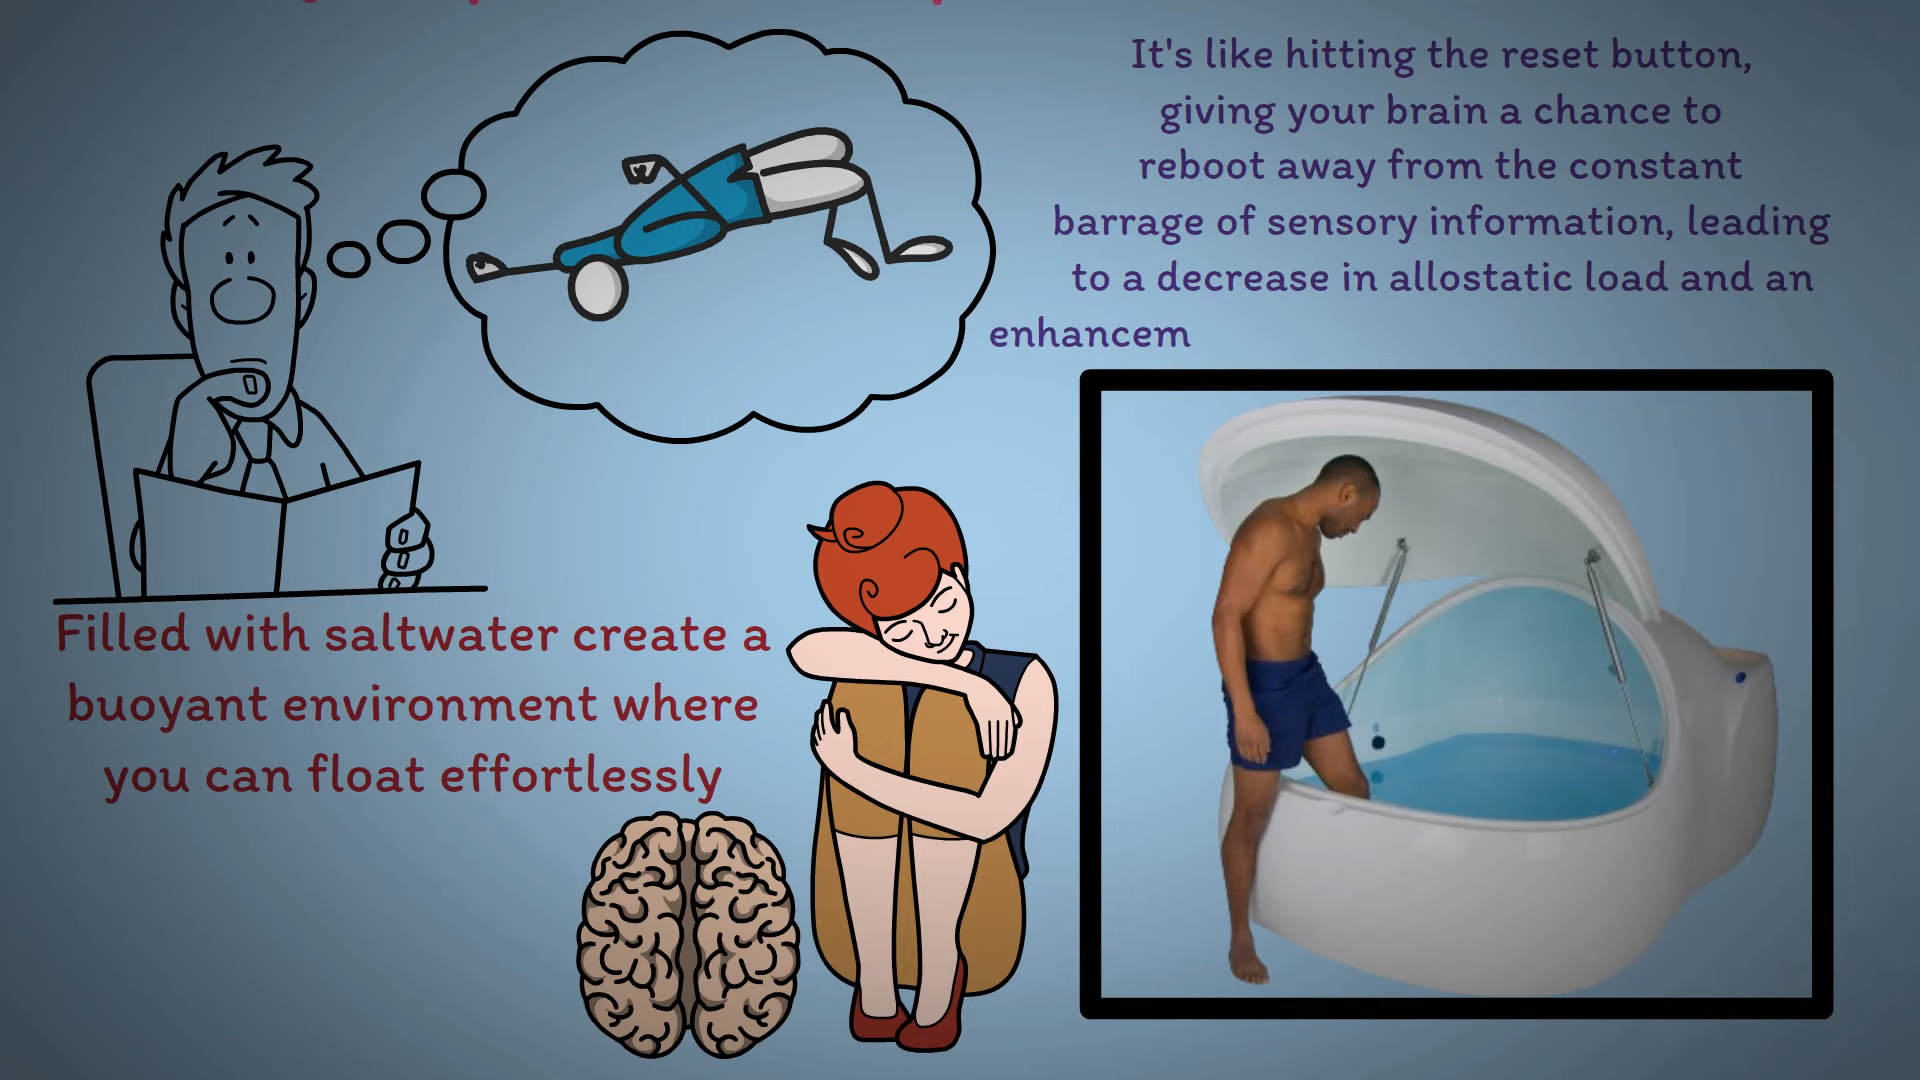 It's like hitting the reset button,
giving your brain a chance to
reboot away from the constant
barrage of sensory information, leading
to a decrease in allostatic load and an
enhancem
Filled with saltwater create a
buoyant environment where
you can float effortlessly